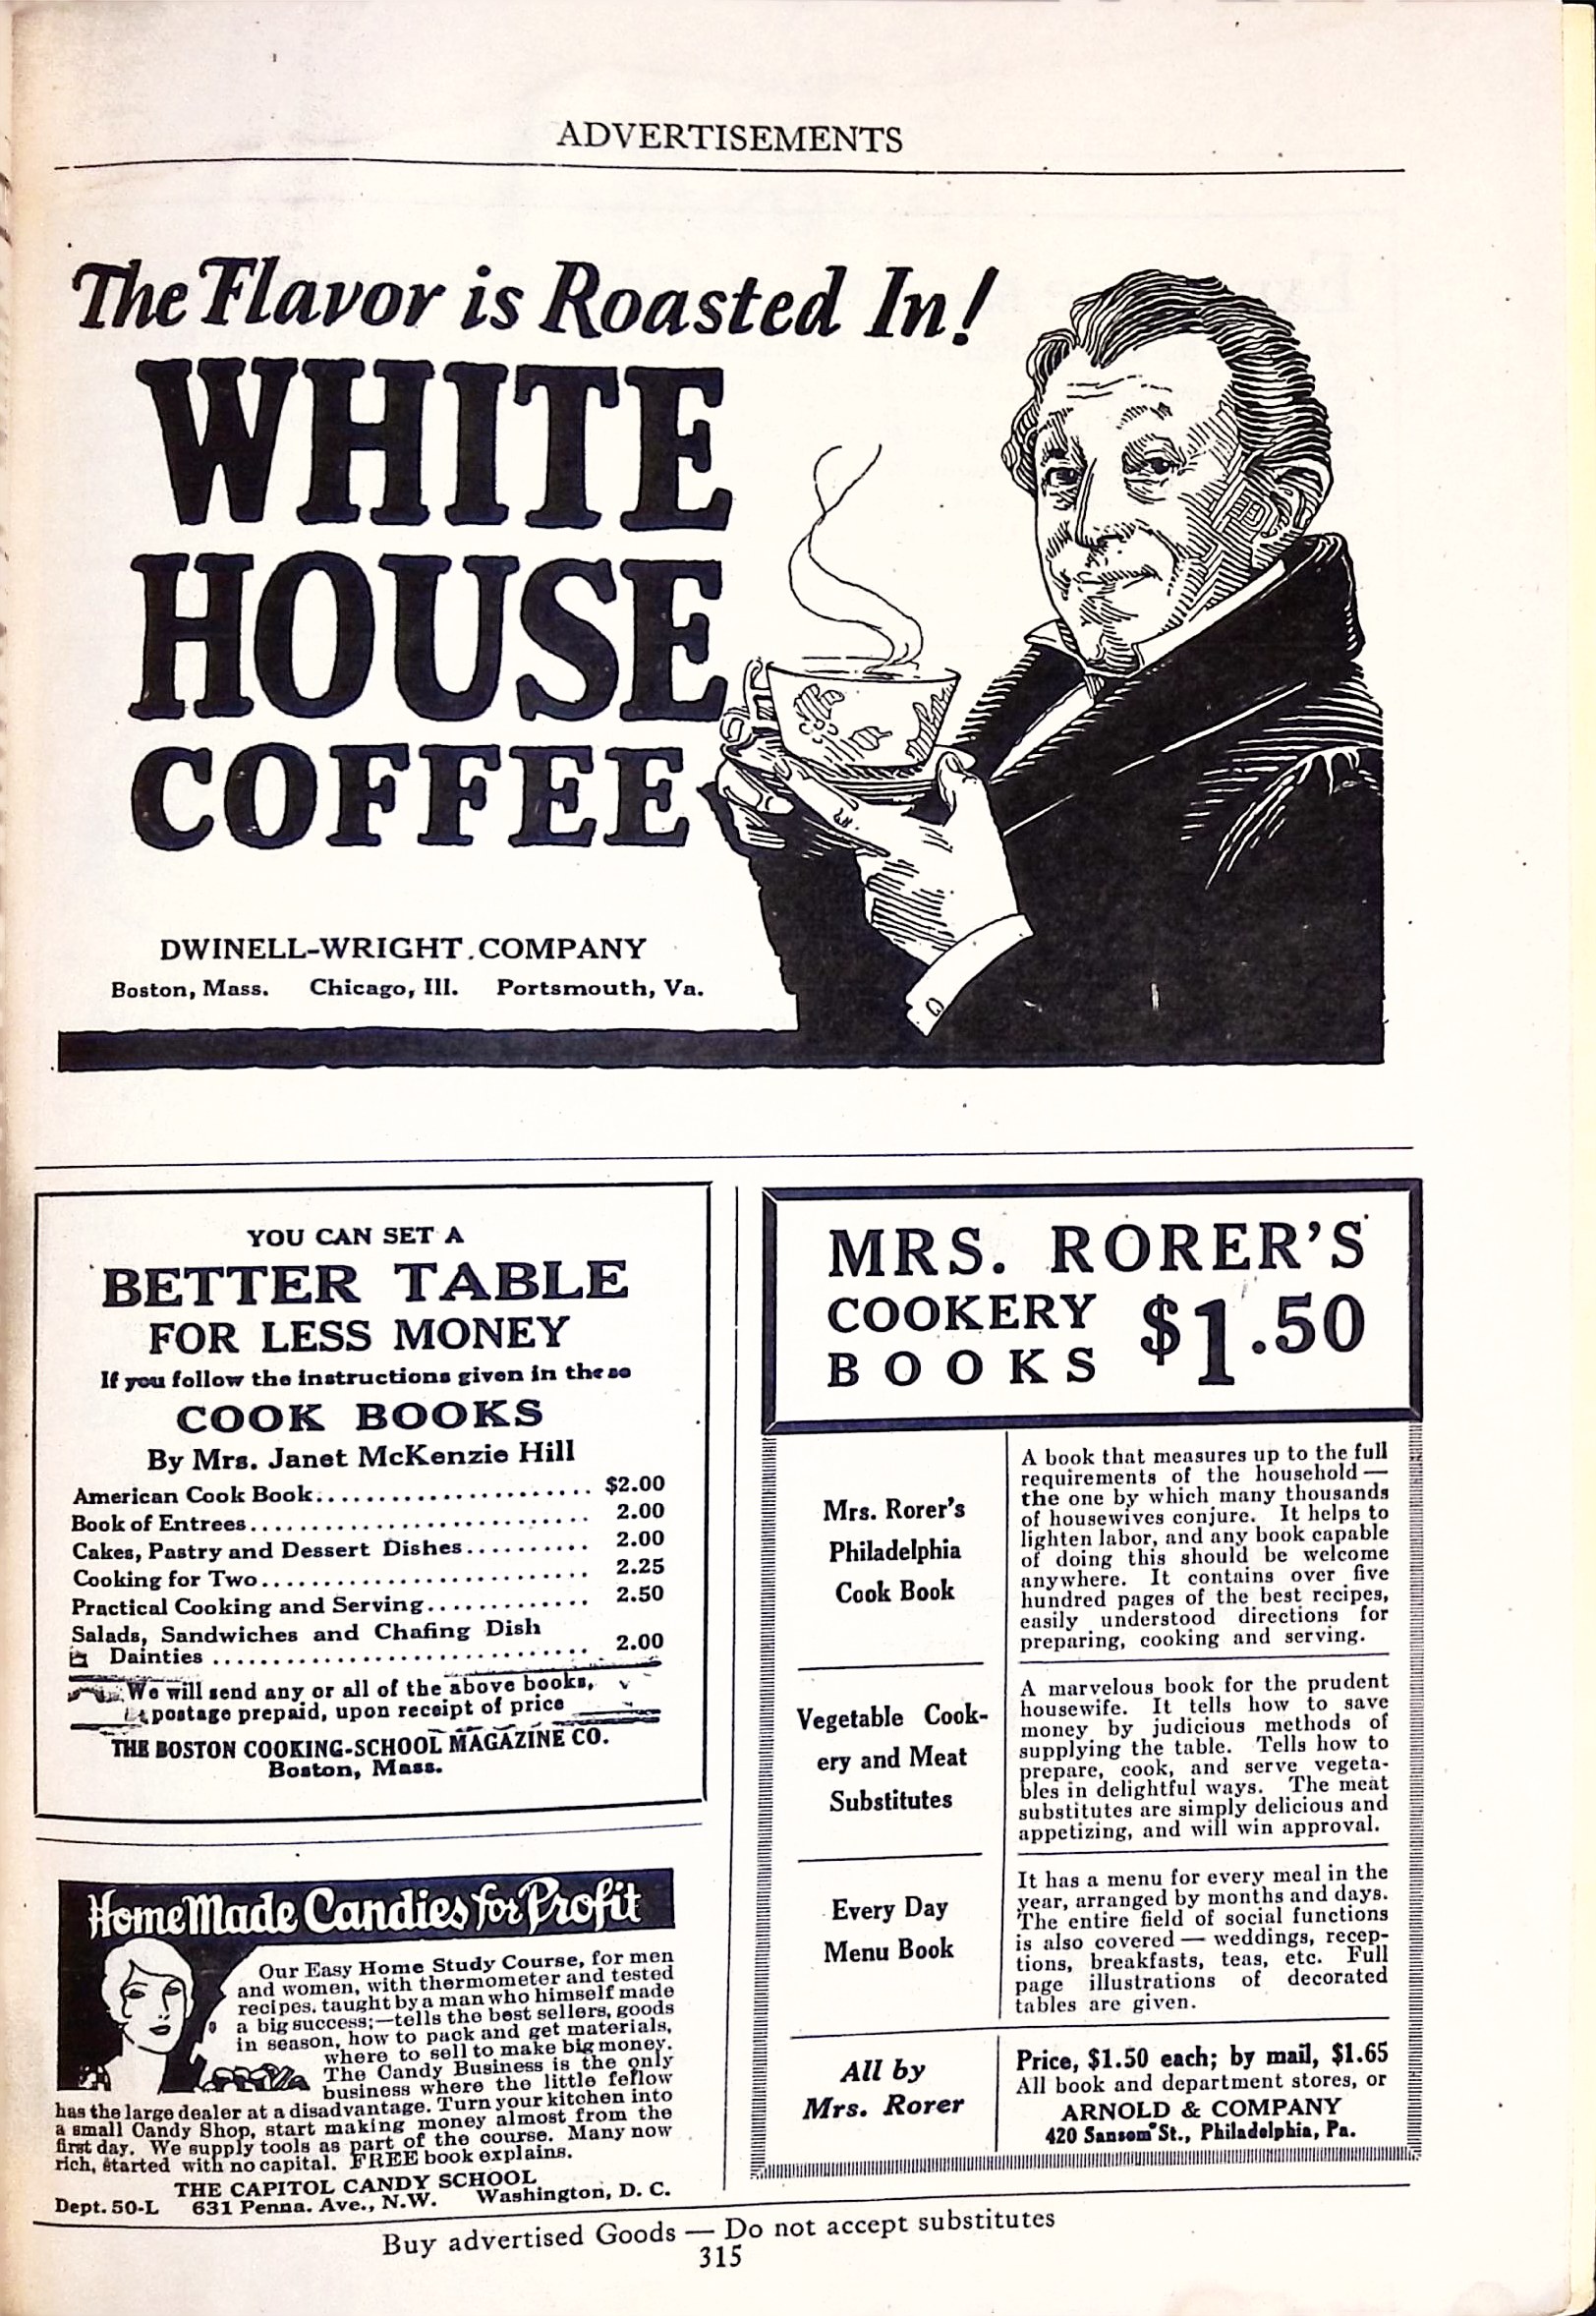 ADVERTISEMENTS
The Flavor is Roasted In!
WHITE
HOUSE
COFFEE
DWINELL-WRIGHT COMPANY
Boston, Mass. Chicago, Ill. Portsmouth, Va.
YOU CAN SET A
BETTER TABLE
FOR LESS MONEY
If you follow the instructions given in these
COOK BOOKS
By Mrs. Janet McKenzie Hill
American Cook Book........................ $2.00
Book of Entrees............................ 2.00
Cakes, Pastry and Dessert Dishes.......... 2.00
Cooking for Two........................... 2.25
Practical Cooking and Serving............. 2.50
Salads, Sandwiches and Chafing Dish
Dainties ............................... 2.00
We will send any or all of the above books,
postage prepaid, upon receipt of price
THE BOSTON COOKING-SCHOOL MAGAZINE CO.
Boston, Mass.
Home Made Candies for Profit
Our Easy Home Study Course, for men
and women, with thermometer and tested
recipes, taught by a man who himself made
a big success;—tells the best sellers, goods
in season, how to pack and get materials,
where to sell to make big money.
The Candy Business is the only
business where the little fellow
has the large dealer at a disadvantage. Turn your kitchen into
a small Candy Shop, start making money almost from the
first day. We supply tools as part of the course. Many now
rich, started with no capital. FREE book explains.
THE CAPITOL CANDY SCHOOL
Dept. 50-L 631 Penna. Ave., N.W. Washington, D. C.
MRS. RORER'S
COOKERY
BOOKS $1.50
Mrs. Rorer's
Philadelphia
Cook Book
A book that measures up to the full
requirements of the household —
the one by which many thousands
of housewives conjure. It helps to
lighten labor, and any book capable
of doing this should be welcome
anywhere. It contains over five
hundred pages of the best recipes,
easily understood directions for
preparing, cooking and serving.
Vegetable Cook-
ery and Meat
Substitutes
A marvelous book for the prudent
housewife. It tells how to save
money by judicious methods of
supplying the table. Tells how to
prepare, cook, and serve vegeta-
bles in delightful ways. The meat
substitutes are simply delicious and
appetizing, and will win approval.
Every Day
Menu Book
It has a menu for every meal in the
year, arranged by months and days.
The entire field of social functions
is also covered — weddings, recep-
tions, breakfasts, teas, etc. Full
page illustrations of decorated
tables are given.
All by
Mrs. Rorer
Price, $1.50 each; by mail, $1.65
All book and department stores, or
ARNOLD & COMPANY
420 Sansom St., Philadelphia, Pa.
Buy advertised Goods — Do not accept substitutes
315